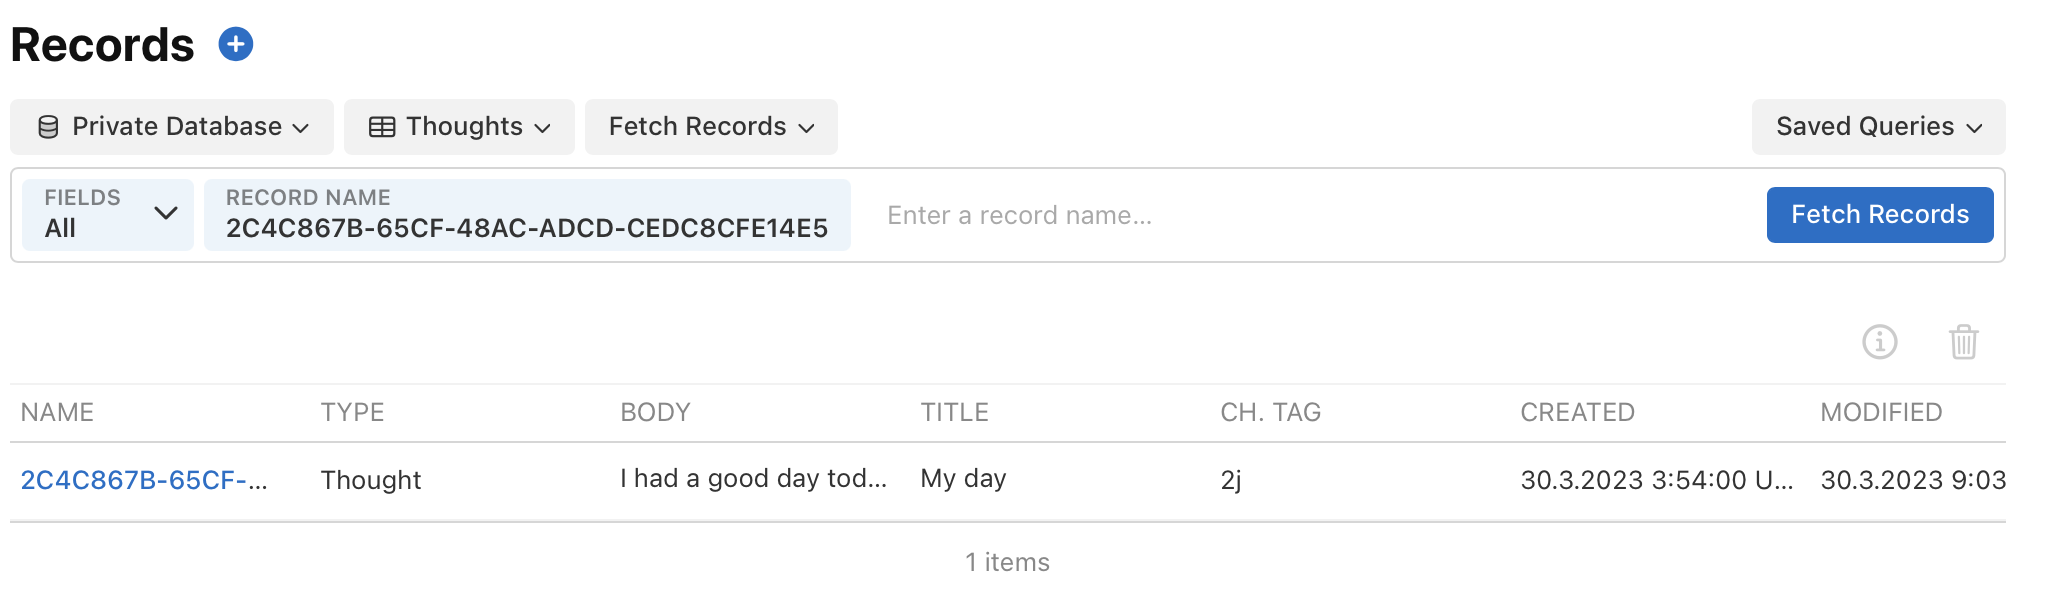 Records
Private Database
Thoughts
Fetch Records
Saved Queries
FIELDS
All
RECORD NAME
2C4C867B-65CF-48AC-ADCD-CEDC8CFE14E5
Enter a record name...
Fetch Records
NAME TYPE BODY TITLE CH. TAG CREATED MODIFIED
2C4C867B-65CF-... Thought I had a good day tod... My day 2j 30.3.2023 3:54:00 U... 30.3.2023 9:03
1 items